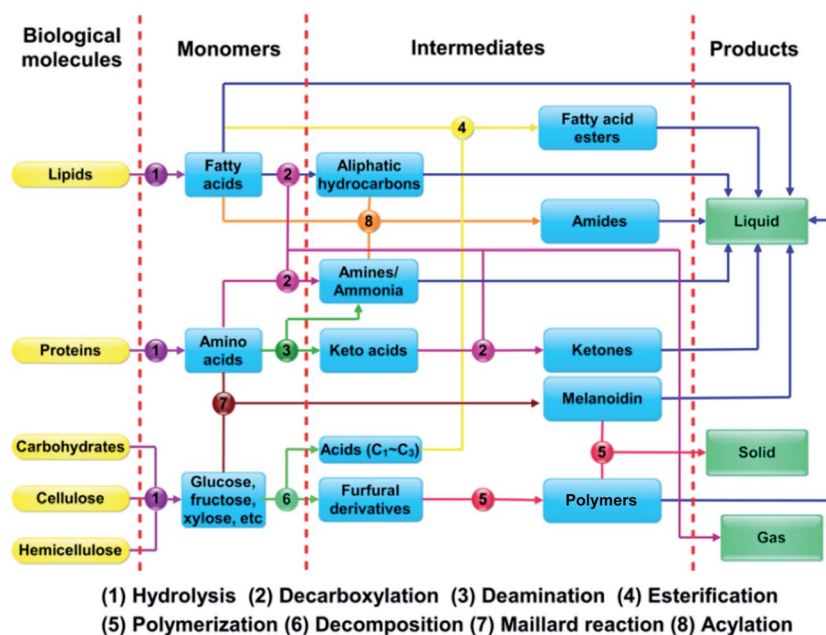 Biological
molecules
Monomers
Intermediates
Products
4
Fatty acid
esters
Lipids
1
Fatty
acids
2
Aliphatic
hydrocarbons
8
Amides
Liquid
2
Amines/
Ammonia
Proteins
1
Amino
acids
3
Keto acids
2
Ketones
7
Melanoidin
Carbohydrates
Acids (C₁~C₃)
5
Solid
Cellulose
1
Glucose,
fructose,
xylose, etc
6
Furfural
derivatives
5
Polymers
Hemicellulose
Gas
(1) Hydrolysis (2) Decarboxylation (3) Deamination (4) Esterification
(5) Polymerization (6) Decomposition (7) Maillard reaction (8) Acylation